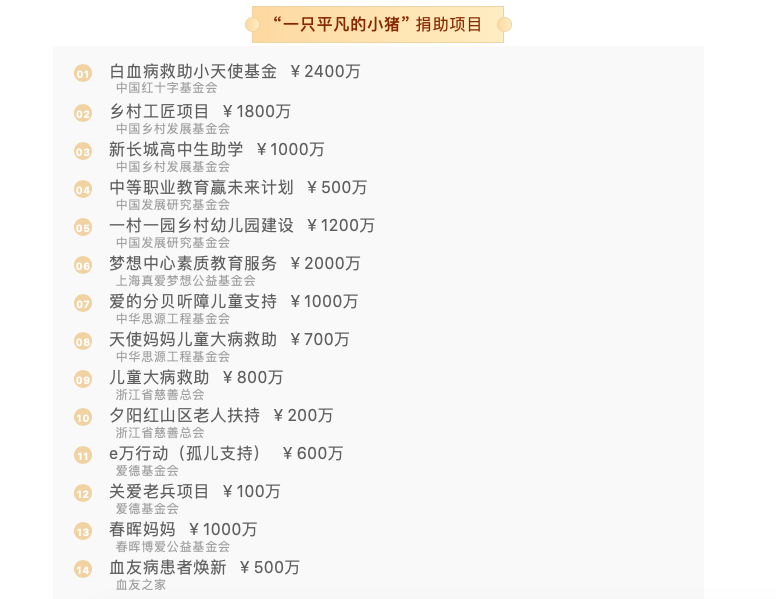 “一只平凡的小猪” 捐助项目
01 白血病救助小天使基金 ￥2400万
中国红十字基金会
02 乡村工匠项目 ￥1800万
中国乡村发展基金会
03 新长城高中生助学 ￥1000万
中国乡村发展基金会
04 中等职业教育赢未来计划 ￥500万
中国发展研究基金会
05 一村一园乡村幼儿园建设 ￥1200万
中国发展研究基金会
06 梦想中心素质教育服务 ￥2000万
上海真爱梦想公益基金会
07 爱的分贝听障儿童支持 ￥1000万
中华思源工程基金会
08 天使妈妈儿童大病救助 ￥700万
中华思源工程基金会
09 儿童大病救助 ￥800万
浙江省慈善总会
10 夕阳红山区老人扶持 ￥200万
浙江省慈善总会
11 e万行动（孤儿支持） ￥600万
爱德基金会
12 关爱老兵项目 ￥100万
爱德基金会
13 春晖妈妈 ￥1000万
春晖博爱公益基金会
14 血友病患者焕新 ￥500万
血友之家